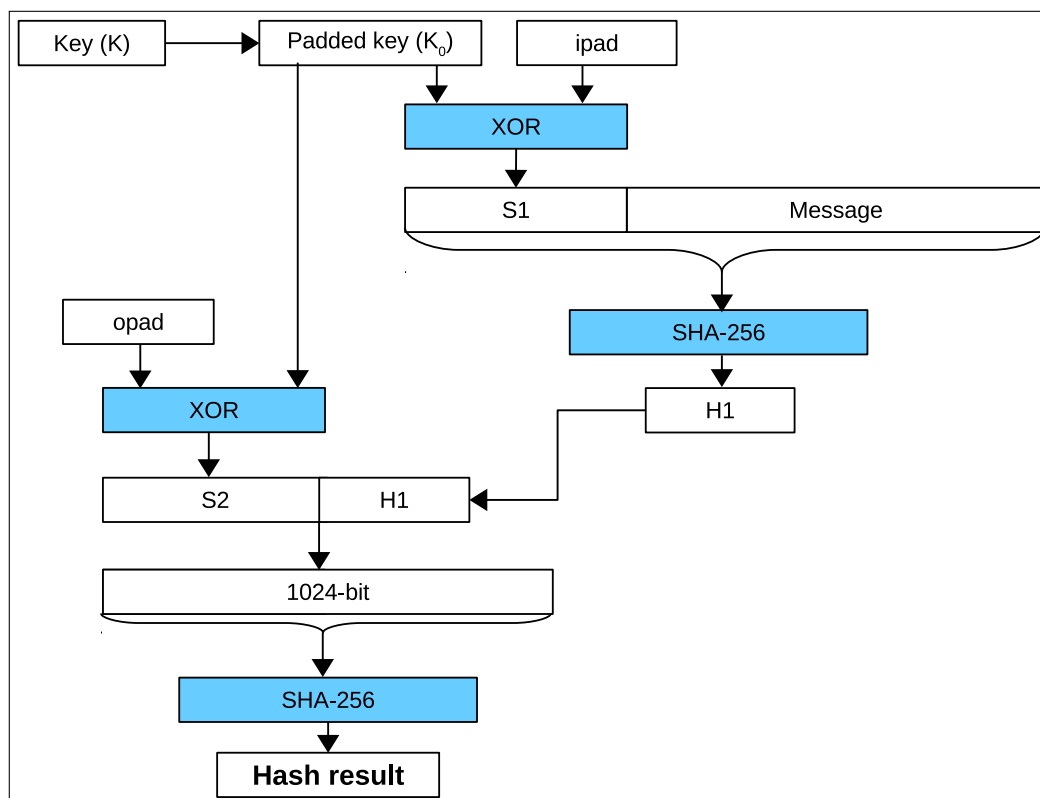 Key (K)
Padded key (K₀)
ipad
XOR
S1
Message
opad
SHA-256
XOR
H1
S2
H1
1024-bit
SHA-256
Hash result